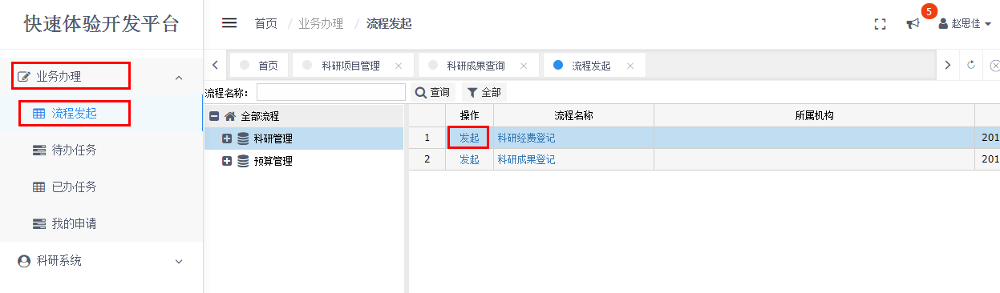 快速体验开发平台
首页 / 业务办理 / 流程发起
5
赵思佳
业务办理
流程发起
待办任务
已办任务
我的申请
科研系统
首页 科研项目管理 × 科研成果查询 × 流程发起 ×
流程名称： 查询 全部
全部流程
科研管理
预算管理
操作 流程名称 所属机构
1 发起 科研经费登记 201
2 发起 科研成果登记 201